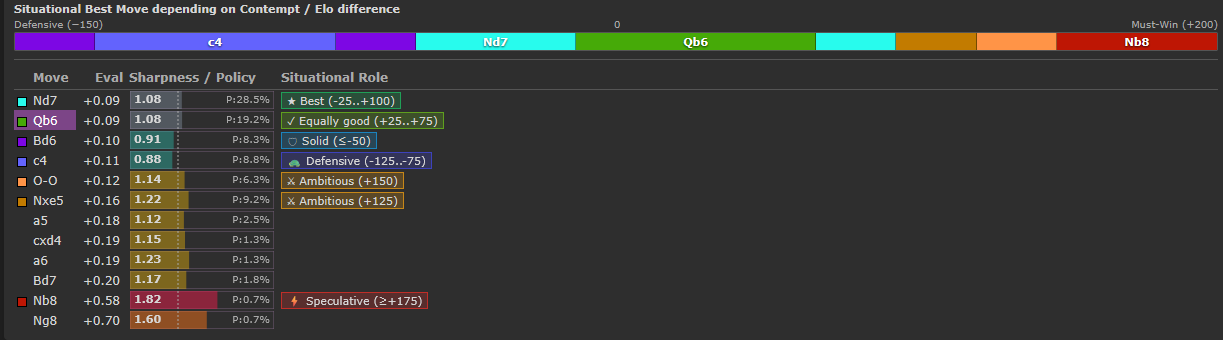 Situational Best Move depending on Contempt / Elo difference
Defensive (−150) 0 Must-Win (+200)
c4 Nd7 Qb6 Nb8
Move Eval Sharpness / Policy Situational Role
Nd7 +0.09 1.08 P:28.5% ★ Best (-25..+100)
Qb6 +0.09 1.08 P:19.2% ✓ Equally good (+25..+75)
Bd6 +0.10 0.91 P:8.3% Solid (≤-50)
c4 +0.11 0.88 P:8.8% Defensive (-125..-75)
O-O +0.12 1.14 P:6.3% ⚔ Ambitious (+150)
Nxe5 +0.16 1.22 P:9.2% ⚔ Ambitious (+125)
a5 +0.18 1.12 P:2.5%
cxd4 +0.19 1.15 P:1.3%
a6 +0.19 1.23 P:1.3%
Bd7 +0.20 1.17 P:1.8%
Nb8 +0.58 1.82 P:0.7% Speculative (≥+175)
Ng8 +0.70 1.60 P:0.7%